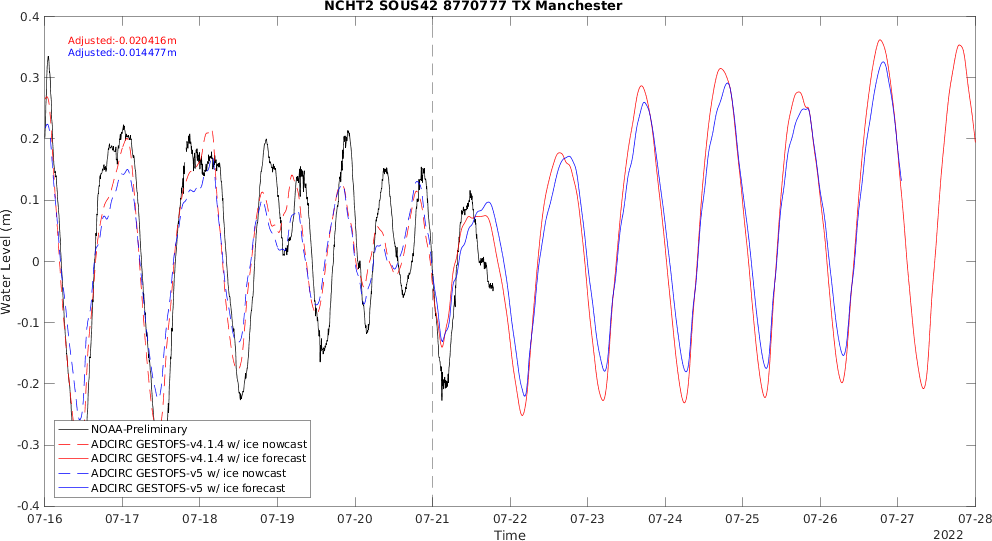 NCHT2 SOUS42 8770777 TX Manchester
Adjusted:-0.020416m
Adjusted:-0.014477m
0.4
0.3
0.2
0.1
0
-0.1
-0.2
-0.3
-0.4
Water Level (m)
NOAA-Preliminary
ADCIRC GESTOFS-v4.1.4 w/ ice nowcast
ADCIRC GESTOFS-v4.1.4 w/ ice forecast
ADCIRC GESTOFS-v5 w/ ice nowcast
ADCIRC GESTOFS-v5 w/ ice forecast
07-16 07-17 07-18 07-19 07-20 07-21 07-22 07-23 07-24 07-25 07-26 07-27 07-28
Time
2022